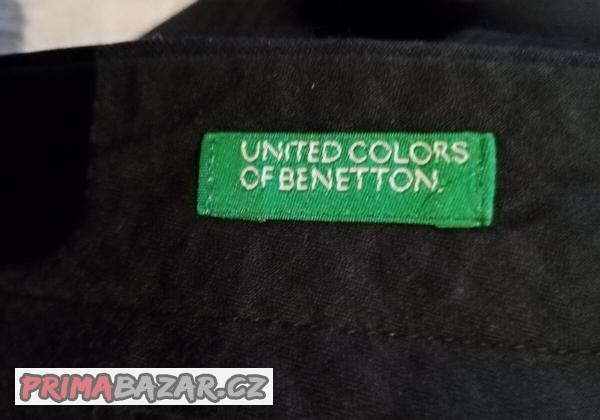 UNITED COLORS
OF BENETTON.
PRIMABAZAR.CZ